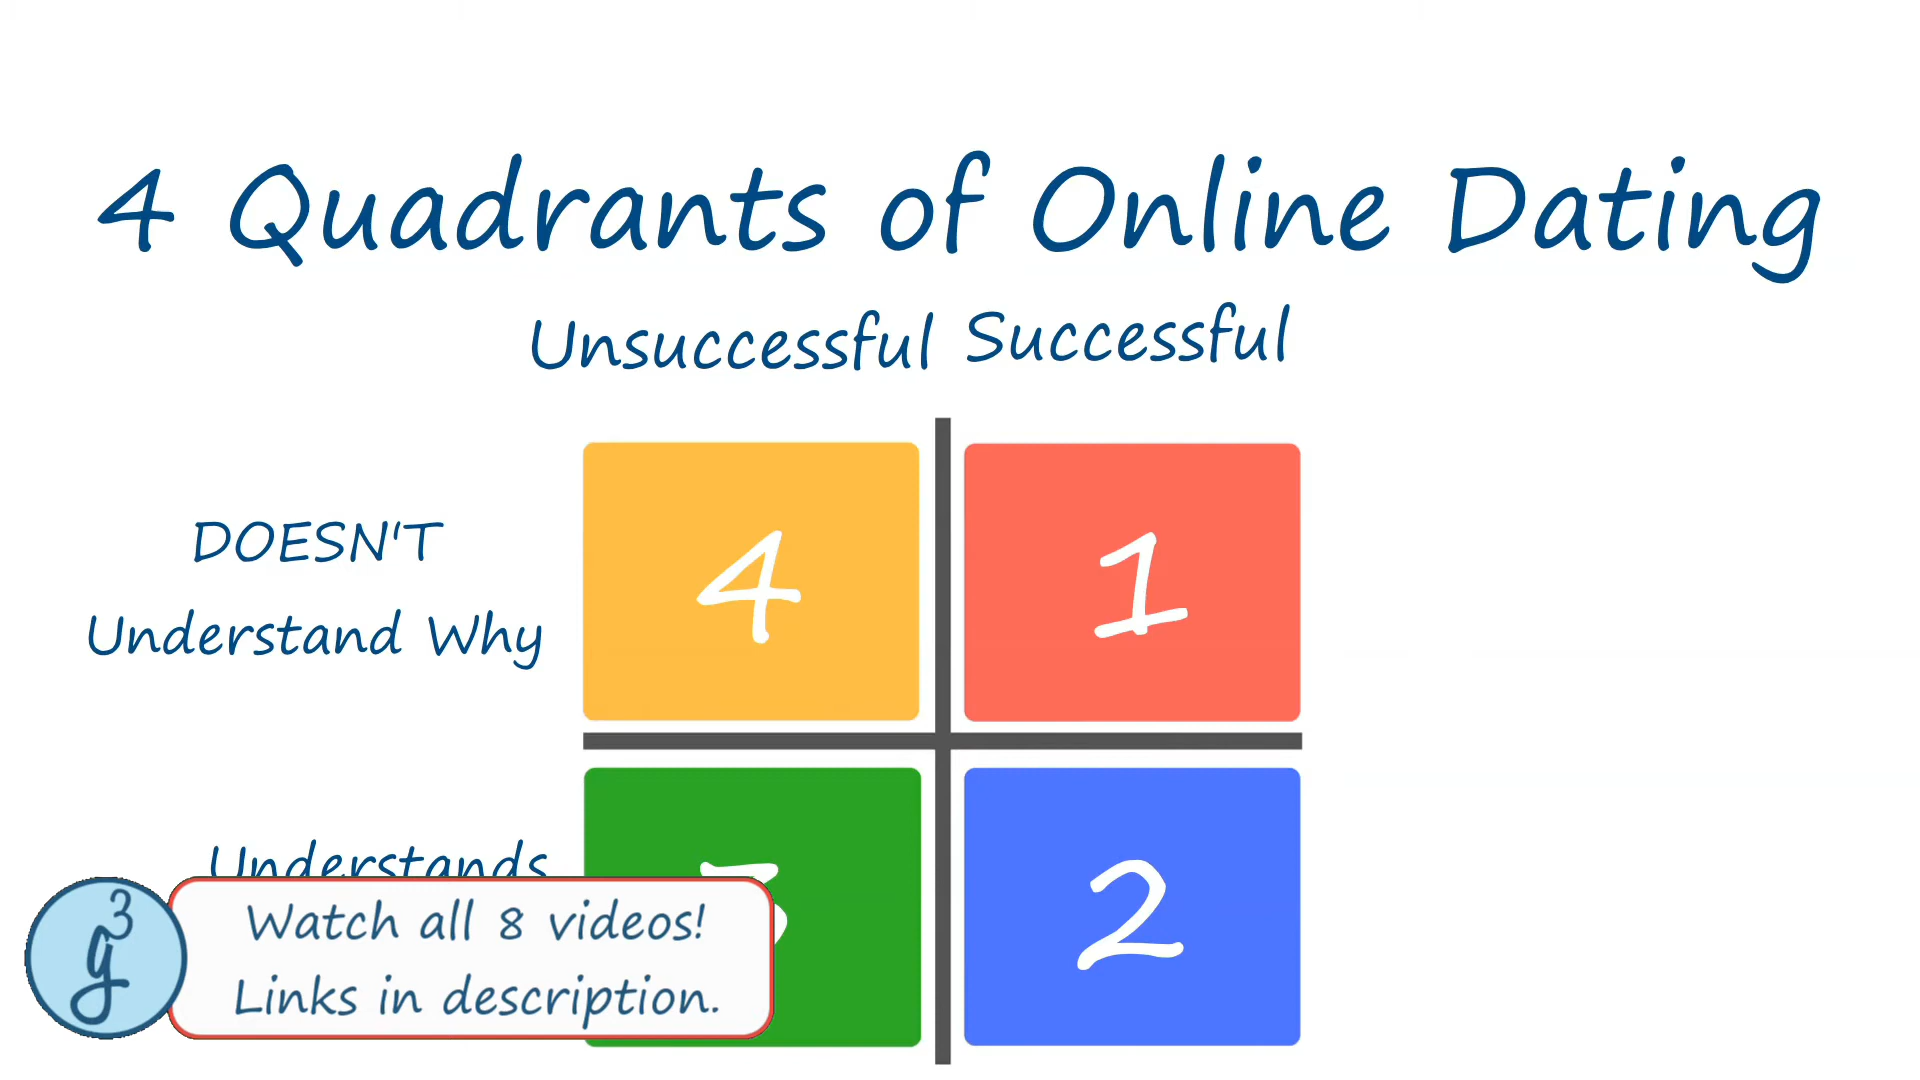 4 Quadrants of Online Dating
Unsuccessful Successful
DOESN'T
Understand Why
4
1
Understands
2
g3
Watch all 8 videos!
Links in description.